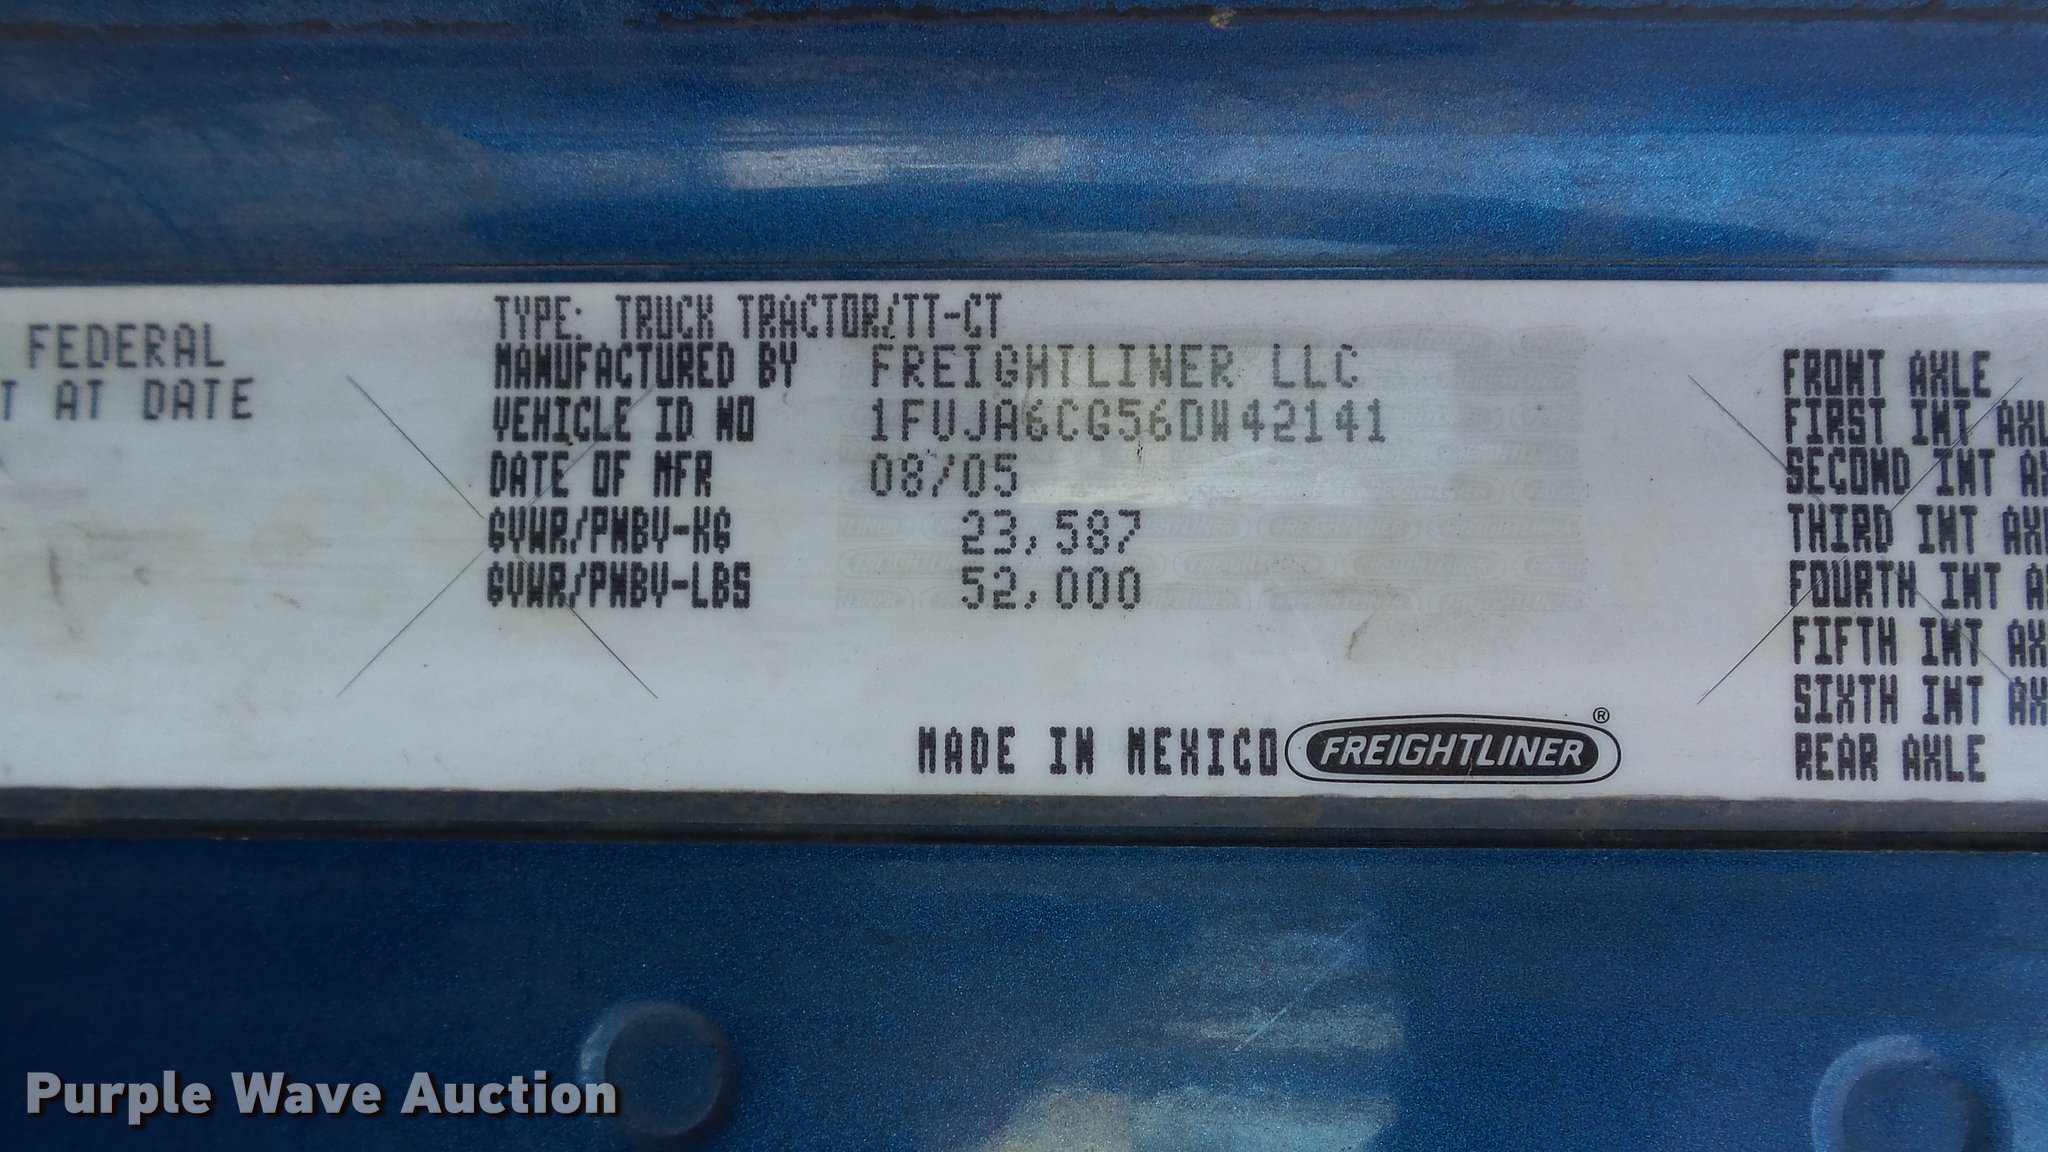 FEDERAL
T AT DATE
TYPE: TRUCK TRACTOR/TT-CT
MANUFACTURED BY FREIGHTLINER LLC
VEHICLE ID NO 1FUJA6CG56DW42141
DATE OF MFR 08/05
GVWR/PNBV-KG 23,587
GVWR/PNBV-LBS 52,000
MADE IN MEXICO FREIGHTLINER®
FRONT AXLE
FIRST INT AXL
SECOND INT AX
THIRD INT AXL
FOURTH INT A
FIFTH INT AX
SIXTH INT AX
REAR AXLE
Purple Wave Auction